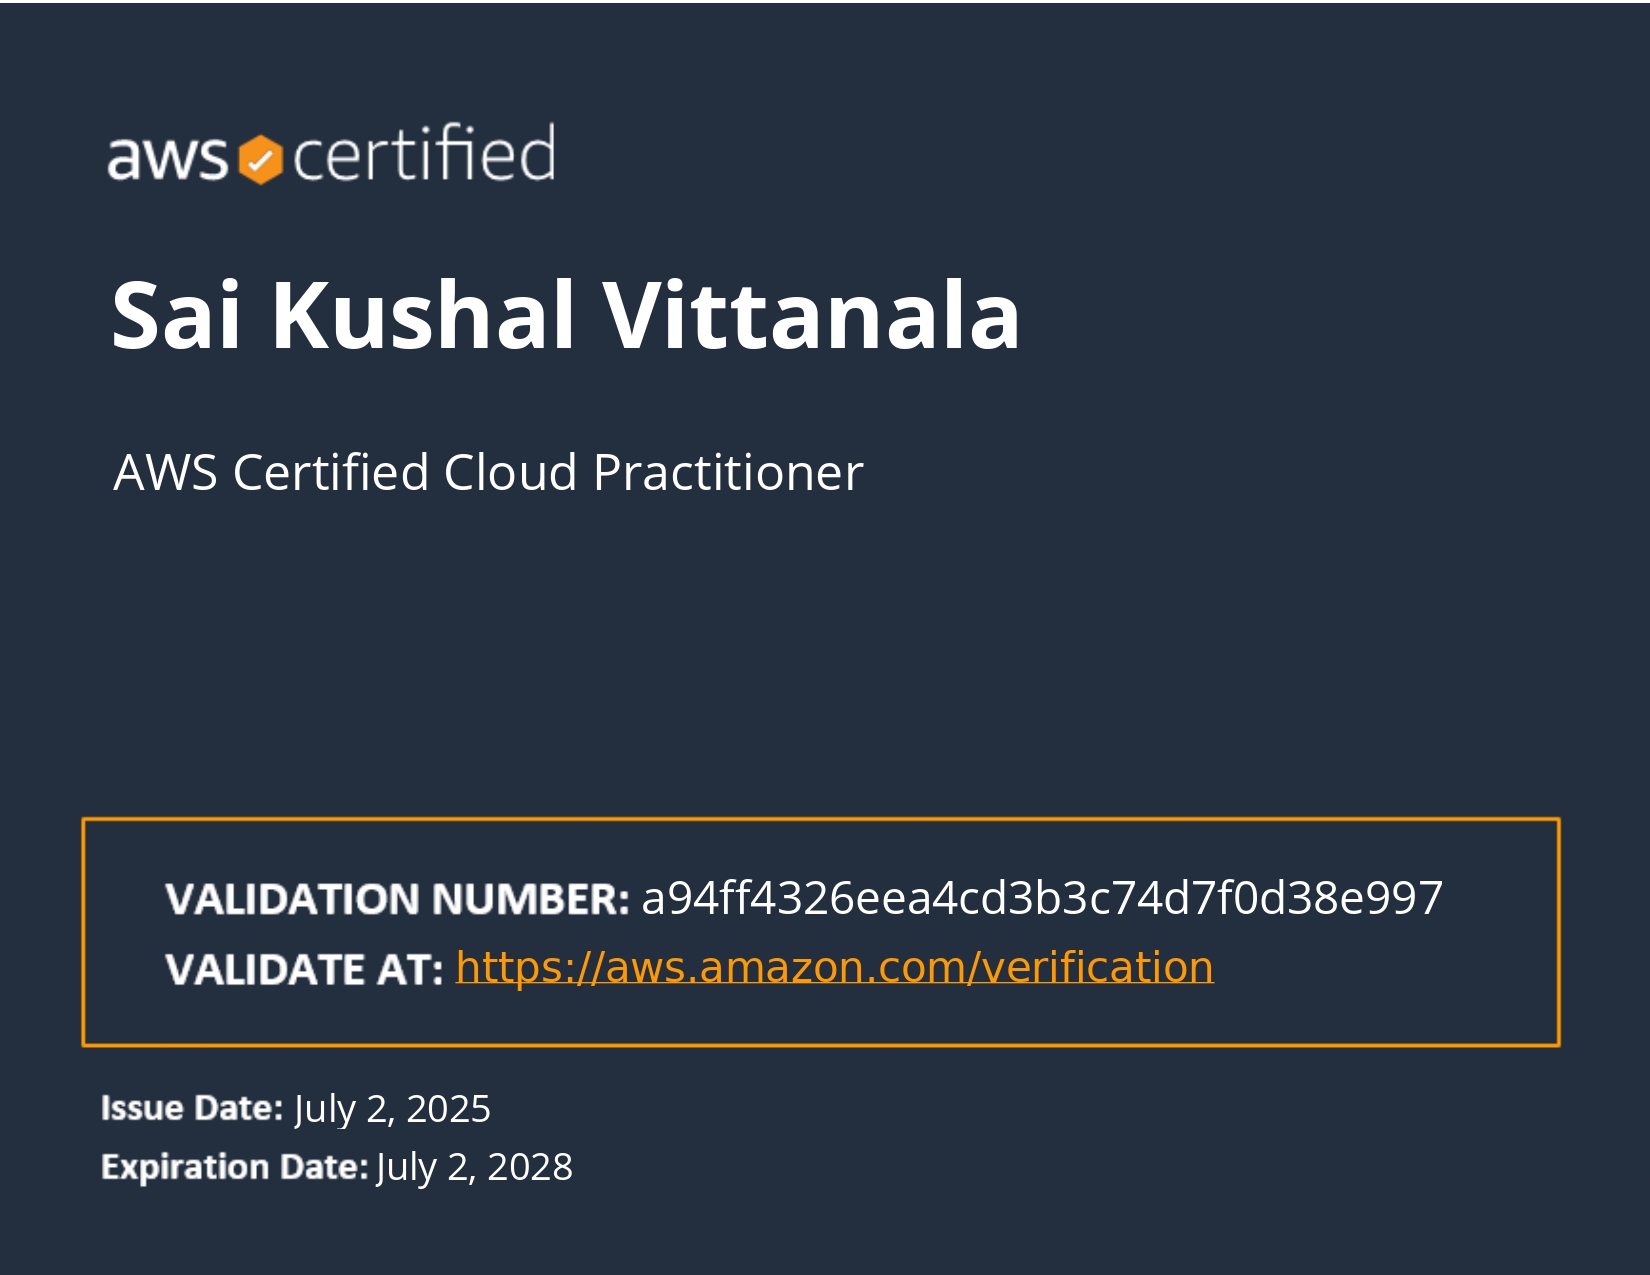 aws certified
Sai Kushal Vittanala
AWS Certified Cloud Practitioner
VALIDATION NUMBER: a94ff4326eea4cd3b3c74d7f0d38e997
VALIDATE AT: https://aws.amazon.com/verification
Issue Date: July 2, 2025
Expiration Date: July 2, 2028